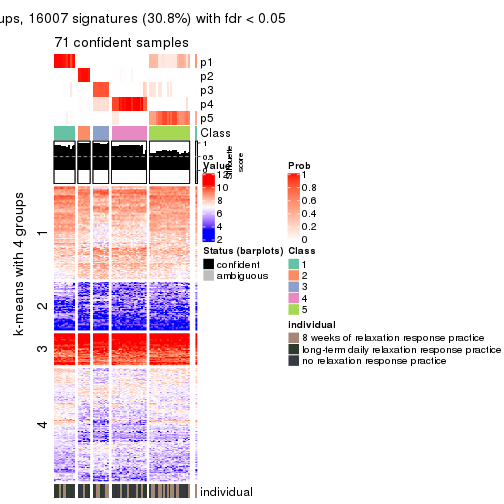 ups, 16007 signatures (30.8%) with fdr < 0.05
71 confident samples
p1
p2
p3
p4
p5
Class
1
0.5
0
Silhouette
score
k-means with 4 groups
1
2
3
4
Value
12
10
8
6
4
2
Prob
1
0.8
0.6
0.4
0.2
0
Status (barplots)
confident
ambiguous
Class
1
2
3
4
5
individual
8 weeks of relaxation response practice
long-term daily relaxation response practice
no relaxation response practice
individual